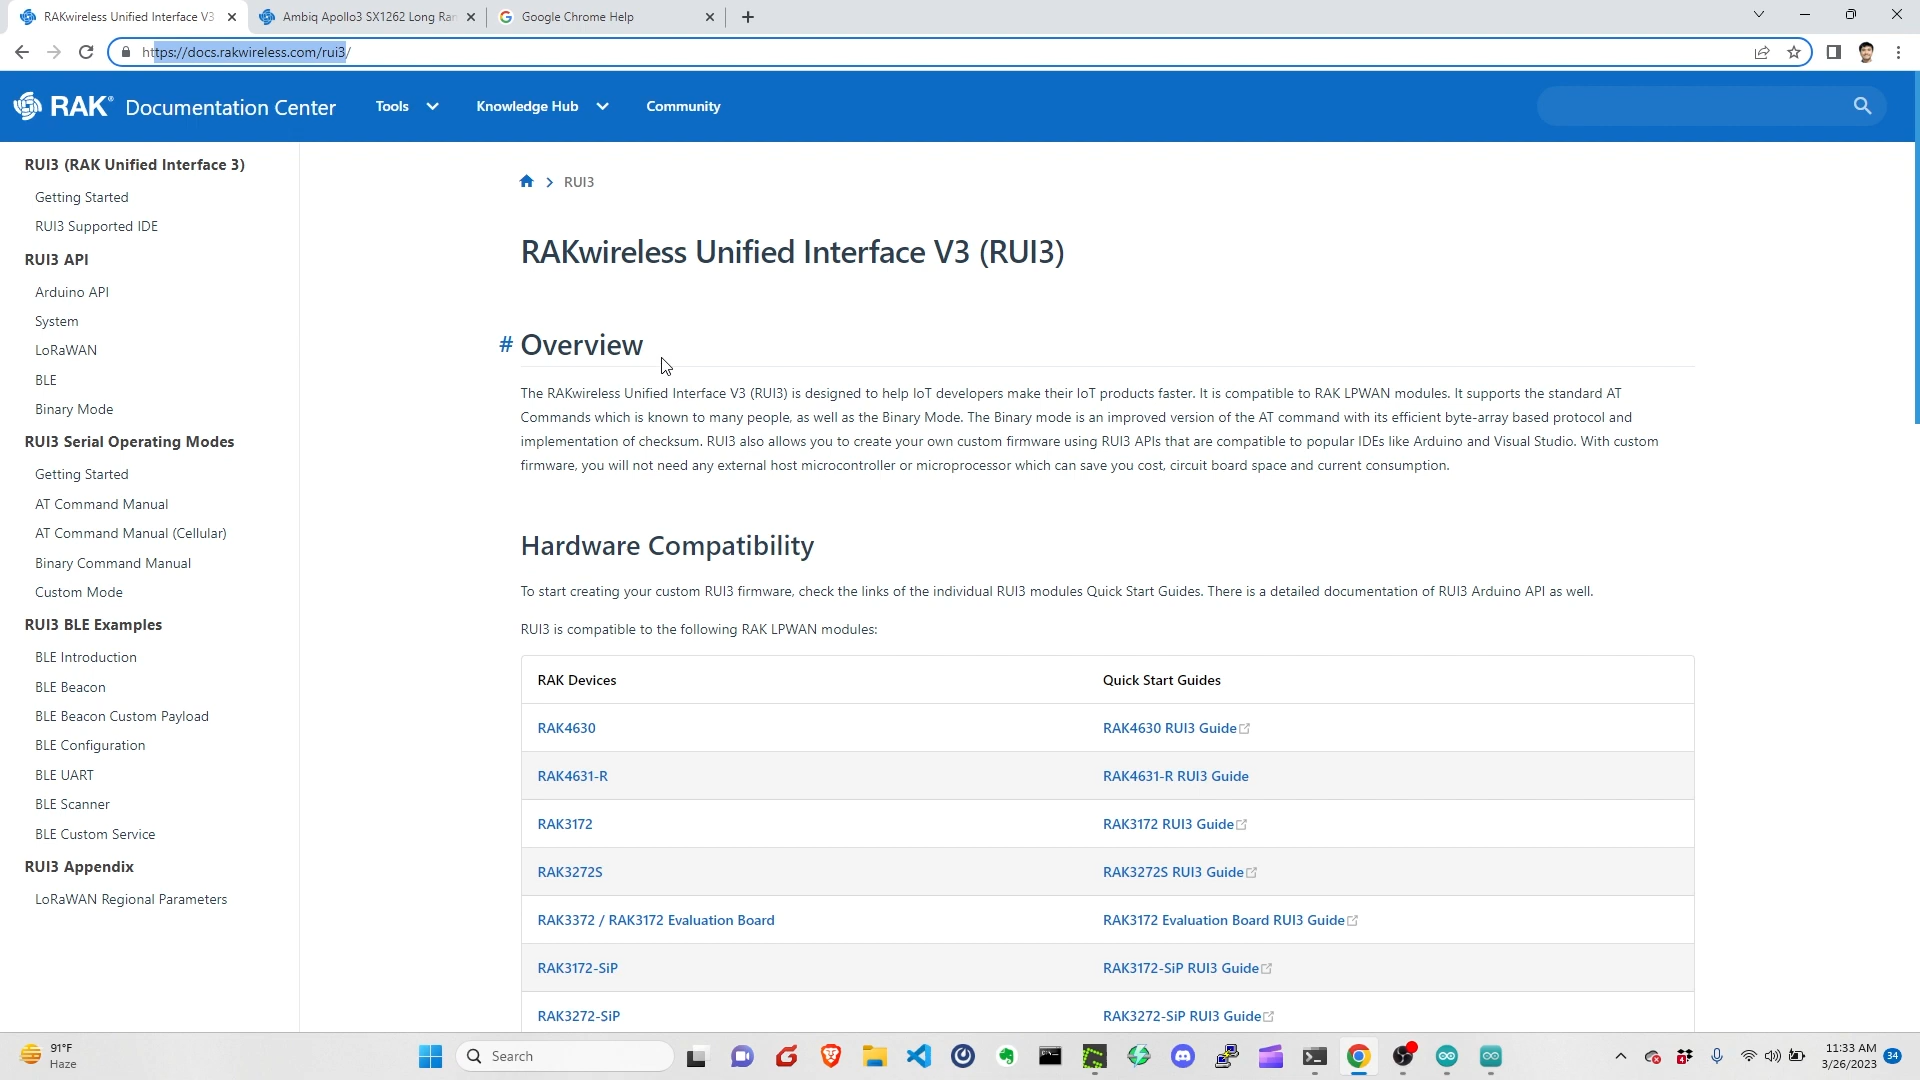 RAKwireless Unified Interface V3
Ambiq Apollo3 SX1262 Long Ran
Google Chrome Help
https://docs.rakwireless.com/rui3/
RAK® Documentation Center
Tools
Knowledge Hub
Community
RUI3 (RAK Unified Interface 3)
Getting Started
RUI3 Supported IDE
RUI3 API
Arduino API
System
LoRaWAN
BLE
Binary Mode
RUI3 Serial Operating Modes
Getting Started
AT Command Manual
AT Command Manual (Cellular)
Binary Command Manual
Custom Mode
RUI3 BLE Examples
BLE Introduction
BLE Beacon
BLE Beacon Custom Payload
BLE Configuration
BLE UART
BLE Scanner
BLE Custom Service
RUI3 Appendix
LoRaWAN Regional Parameters
RUI3
RAKwireless Unified Interface V3 (RUI3)
# Overview
The RAKwireless Unified Interface V3 (RUI3) is designed to help IoT developers make their IoT products faster. It is compatible to RAK LPWAN modules. It supports the standard AT
Commands which is known to many people, as well as the Binary Mode. The Binary mode is an improved version of the AT command with its efficient byte-array based protocol and
implementation of checksum. RUI3 also allows you to create your own custom firmware using RUI3 APIs that are compatible to popular IDEs like Arduino and Visual Studio. With custom
firmware, you will not need any external host microcontroller or microprocessor which can save you cost, circuit board space and current consumption.
Hardware Compatibility
To start creating your custom RUI3 firmware, check the links of the individual RUI3 modules Quick Start Guides. There is a detailed documentation of RUI3 Arduino API as well.
RUI3 is compatible to the following RAK LPWAN modules:
RAK Devices
Quick Start Guides
RAK4630
RAK4630 RUI3 Guide
RAK4631-R
RAK4631-R RUI3 Guide
RAK3172
RAK3172 RUI3 Guide
RAK3272S
RAK3272S RUI3 Guide
RAK3372 / RAK3172 Evaluation Board
RAK3172 Evaluation Board RUI3 Guide
RAK3172-SiP
RAK3172-SiP RUI3 Guide
RAK3272-SiP
RAK3272-SiP RUI3 Guide
91°F
Haze
Search
11:33 AM
3/26/2023
34